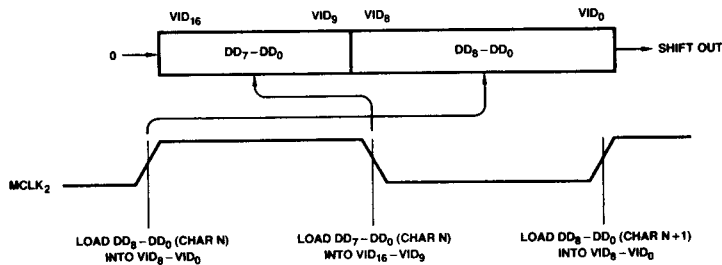 VID16 VID9 VID8 VID0
0 DD7–DD0 DD8–DD0 SHIFT OUT
MCLK2
LOAD DD8–DD0 (CHAR N)
INTO VID8–VID0
LOAD DD7–DD0 (CHAR N)
INTO VID16–VID9
LOAD DD8–DD0 (CHAR N+1)
INTO VID8–VID0